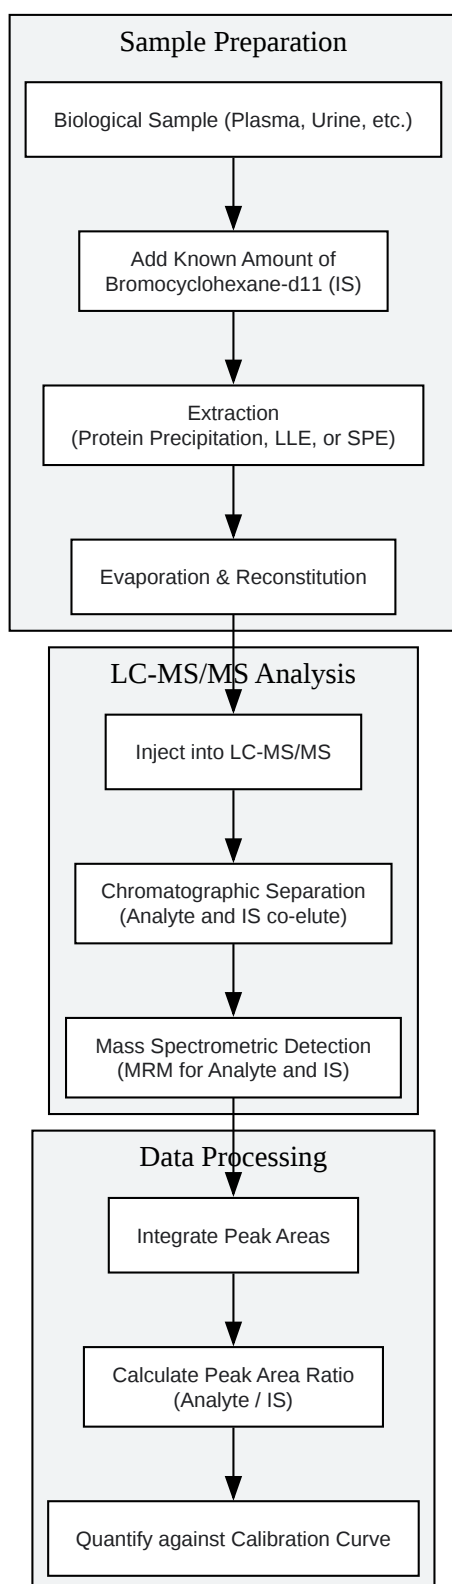 Sample Preparation
Biological Sample (Plasma, Urine, etc.)
Add Known Amount of
Bromocyclohexane-d11 (IS)
Extraction
(Protein Precipitation, LLE, or SPE)
Evaporation & Reconstitution
LC-MS/MS Analysis
Inject into LC-MS/MS
Chromatographic Separation
(Analyte and IS co-elute)
Mass Spectrometric Detection
(MRM for Analyte and IS)
Data Processing
Integrate Peak Areas
Calculate Peak Area Ratio
(Analyte / IS)
Quantify against Calibration Curve